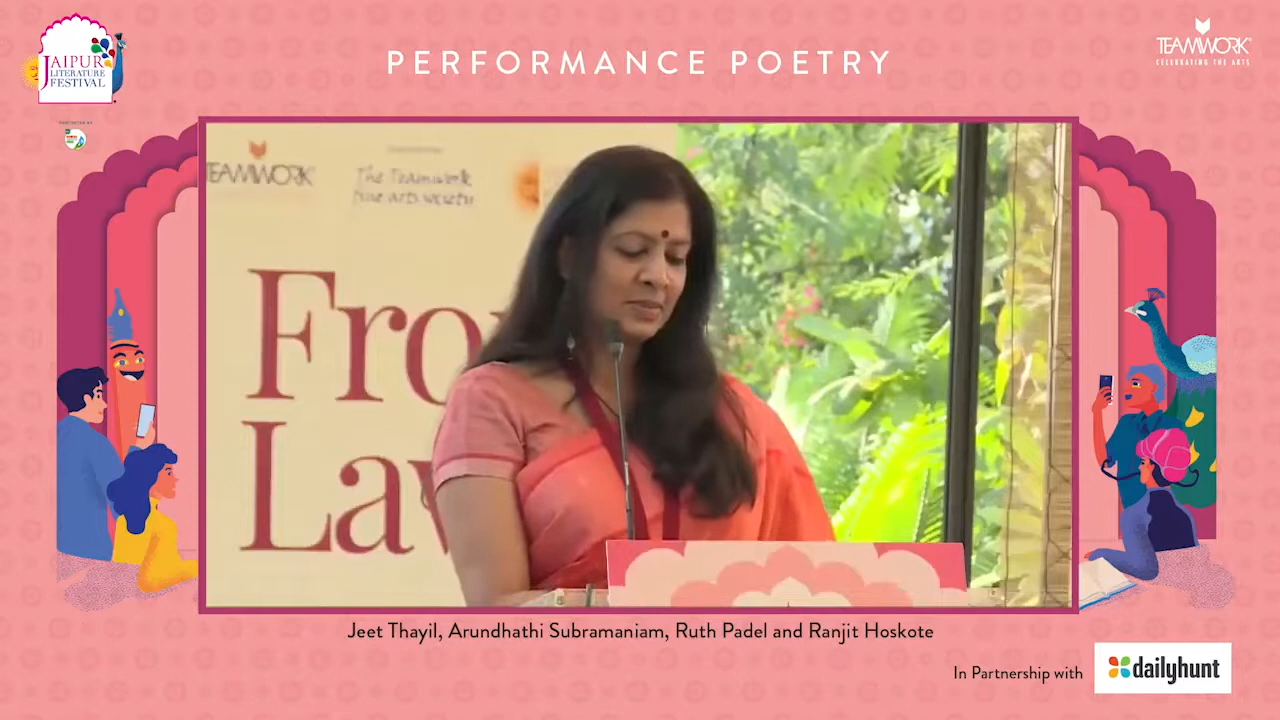 JAIPUR
LITERATURE
FESTIVAL
PERFORMANCE POETRY
TEAMWORK
CELEBRATING THE ARTS
TEAMWORK
The Teamwork
Fine Arts Society
Fro
Law
Jeet Thayil, Arundhathi Subramaniam, Ruth Padel and Ranjit Hoskote
In Partnership with
dailyhunt